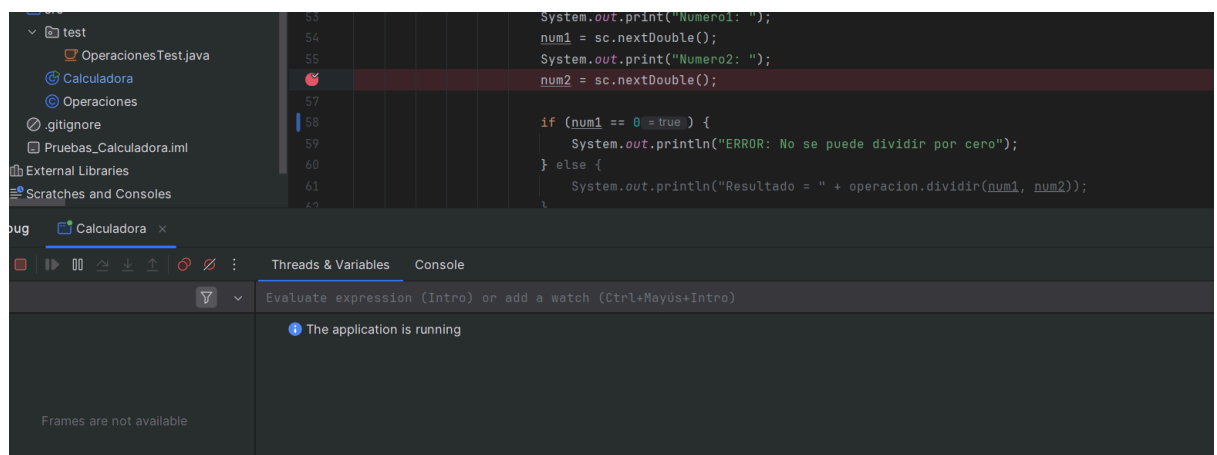 src
test
OperacionesTest.java
Calculadora
Operaciones
.gitignore
Pruebas_Calculadora.iml
External Libraries
Scratches and Consoles
53 System.out.print("Numero1: ");
54 num1 = sc.nextDouble();
55 System.out.print("Numero2: ");
num2 = sc.nextDouble();
57
58 if (num1 == 0 = true ) {
59 System.out.println("ERROR: No se puede dividir por cero");
60 } else {
61 System.out.println("Resultado = " + operacion.dividir(num1, num2));
62 }
bug Calculadora
Threads & Variables Console
Evaluate expression (Intro) or add a watch (Ctrl+Mayús+Intro)
The application is running
Frames are not available